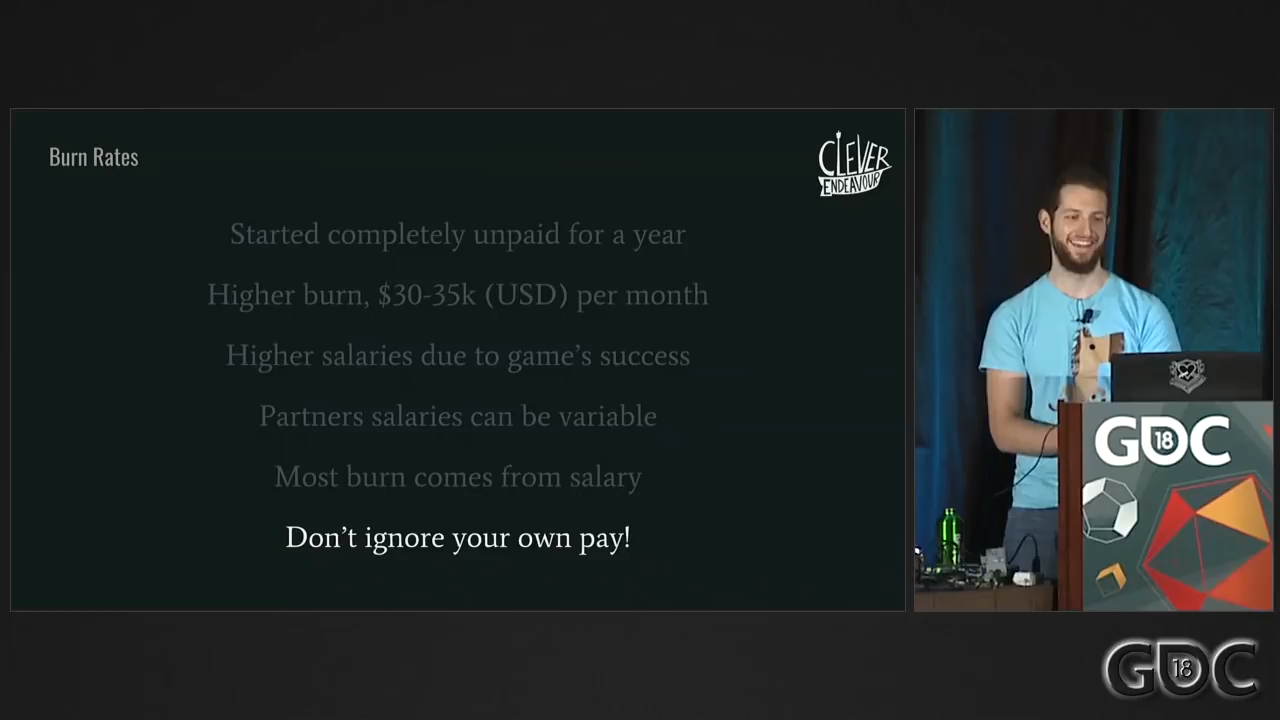 Burn Rates
CLEVER
ENDEAVOUR
Started completely unpaid for a year
Higher burn, $30-35k (USD) per month
Higher salaries due to game's success
Partners salaries can be variable
Most burn comes from salary
Don't ignore your own pay!
GDC
18
GDC
18